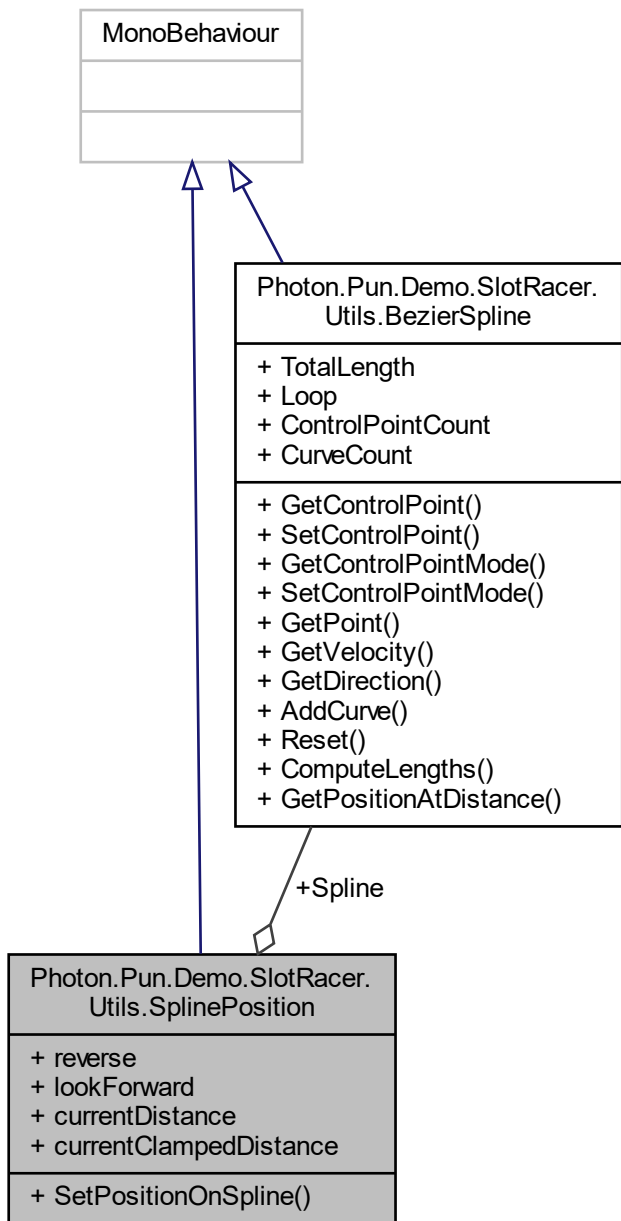 MonoBehaviour
Photon.Pun.Demo.SlotRacer.
Utils.BezierSpline
+ TotalLength
+ Loop
+ ControlPointCount
+ CurveCount
+ GetControlPoint()
+ SetControlPoint()
+ GetControlPointMode()
+ SetControlPointMode()
+ GetPoint()
+ GetVelocity()
+ GetDirection()
+ AddCurve()
+ Reset()
+ ComputeLengths()
+ GetPositionAtDistance()
+Spline
Photon.Pun.Demo.SlotRacer.
Utils.SplinePosition
+ reverse
+ lookForward
+ currentDistance
+ currentClampedDistance
+ SetPositionOnSpline()